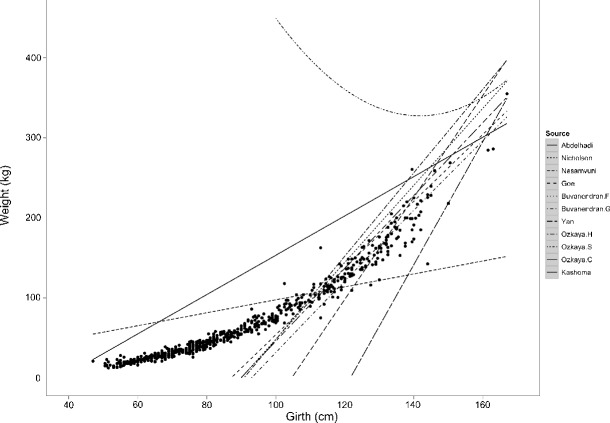 400
300
200
100
0
Weight (kg)
40 60 80 100 120 140 160
Girth (cm)
Source
Abdelhadi
Nicholson
Nesamvuni
Goe
Buvanendran.F
Buvanendran.G
Yan
Ozkaya.H
Ozkaya.S
Ozkaya.C
Kashoma